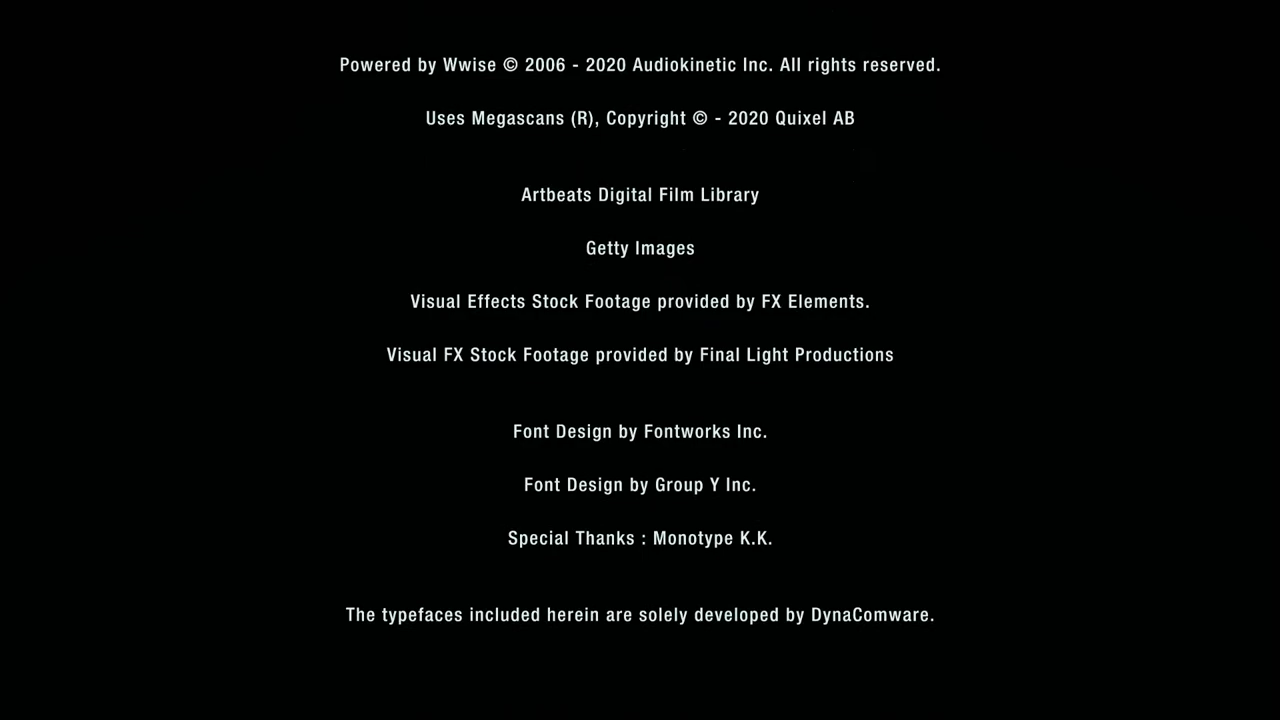 Powered by Wwise © 2006 - 2020 Audiokinetic Inc. All rights reserved.
Uses Megascans (R), Copyright © - 2020 Quixel AB
Artbeats Digital Film Library
Getty Images
Visual Effects Stock Footage provided by FX Elements.
Visual FX Stock Footage provided by Final Light Productions
Font Design by Fontworks Inc.
Font Design by Group Y Inc.
Special Thanks : Monotype K.K.
The typefaces included herein are solely developed by DynaComware.